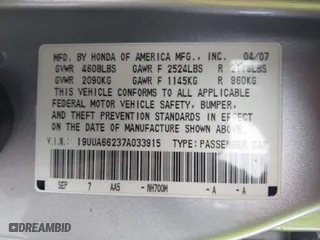 MFD. BY HONDA OF AMERICA MFG., INC. 04/07
GVWR 4608LBS GAWR F 2524LBS R 2116LBS
GVWR 2090KG GAWR F 1145KG R 960KG
THIS VEHICLE CONFORMS TO ALL APPLICABLE
FEDERAL MOTOR VEHICLE SAFETY, BUMPER,
AND THEFT PREVENTION STANDARDS IN EFFECT ON
THE DATE OF MANUFACTURE SHOWN ABOVE.
V.I.N.: 19UUA66237A033915 TYPE: PASSENGER CAR
SEP 7 AA5 - NH700M - A - A
DREAMBID